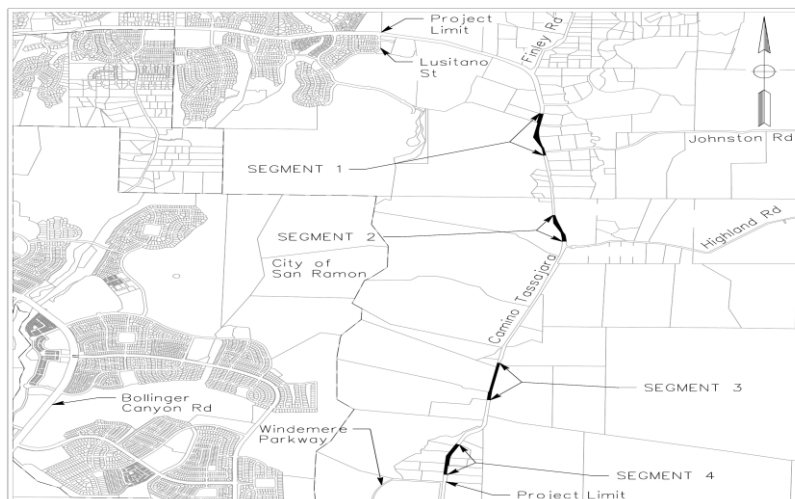 Project
Limit
Finley Rd
Lusitano
St
Johnston Rd
SEGMENT 1
SEGMENT 2
Highland Rd
City of
San Ramon
Camino Tassajara
SEGMENT 3
Bollinger
Canyon Rd
Windemere
Parkway
SEGMENT 4
Project Limit